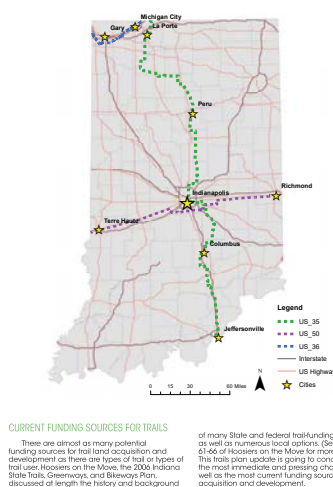 Michigan City
Gary
La Porte
Peru
Richmond
Indianapolis
Terre Haute
Columbus
Jeffersonville
Legend
US_35
US_50
US_36
Interstate
US Highway
Cities
N
0 15 30 60 Miles
CURRENT FUNDING SOURCES FOR TRAILS
There are almost as many potential
funding sources for trail land acquisition and
development as there are types of trail or types of
trail user. Hoosiers on the Move, the 2006 Indiana
State Trails, Greenways, and Bikeways Plan,
discussed at length the history and background
of many State and federal trail-funding
as well as numerous local options. (Se
61-66 of Hoosiers on the Move for more
This trails plan update is going to conc
the most immediate and pressing cha
well as the most current funding sourc
acquisition and development.